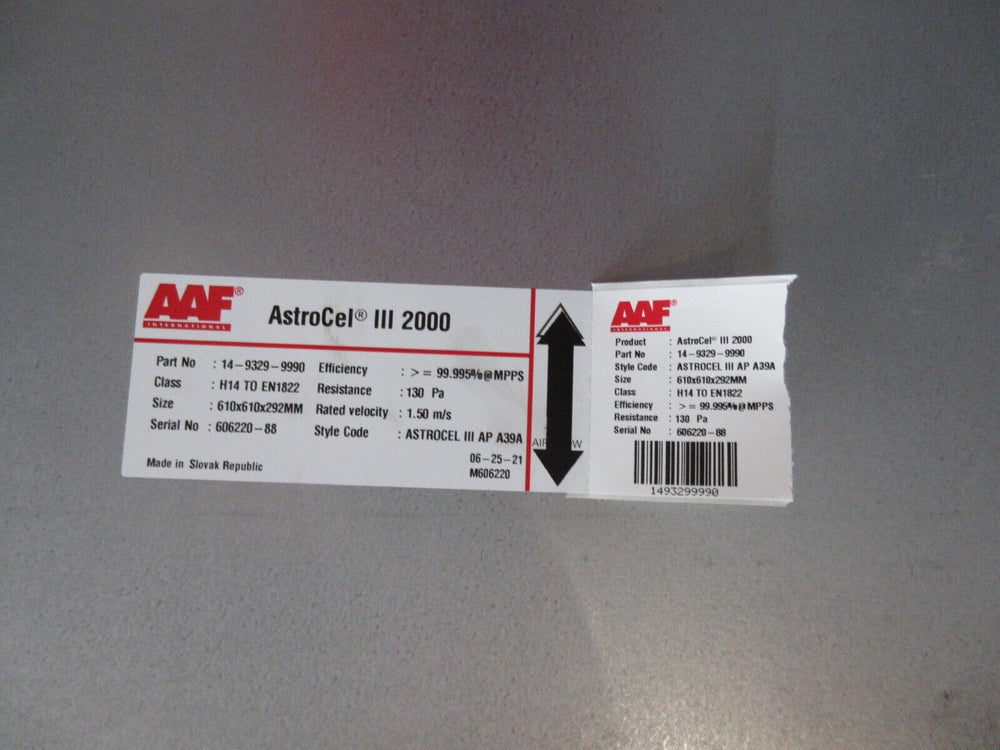 AAF®
INTERNATIONAL
AstroCel® III 2000
Part No : 14-9329-9990
Class : H14 TO EN1822
Size : 610x610x292MM
Serial No : 606220-88
Efficiency : >= 99.995%@MPPS
Resistance : 130 Pa
Rated velocity : 1.50 m/s
Style Code : ASTROCEL III AP A39A
Made in Slovak Republic
06-25-21
M606220
AAF®
INTERNATIONAL
Product : AstroCel® III 2000
Part No : 14-9329-9990
Style Code : ASTROCEL III AP A39A
Size : 610x610x292MM
Class : H14 TO EN1822
Efficiency : >= 99.995%@MPPS
Resistance : 130 Pa
Serial No : 606220-88
1493299990